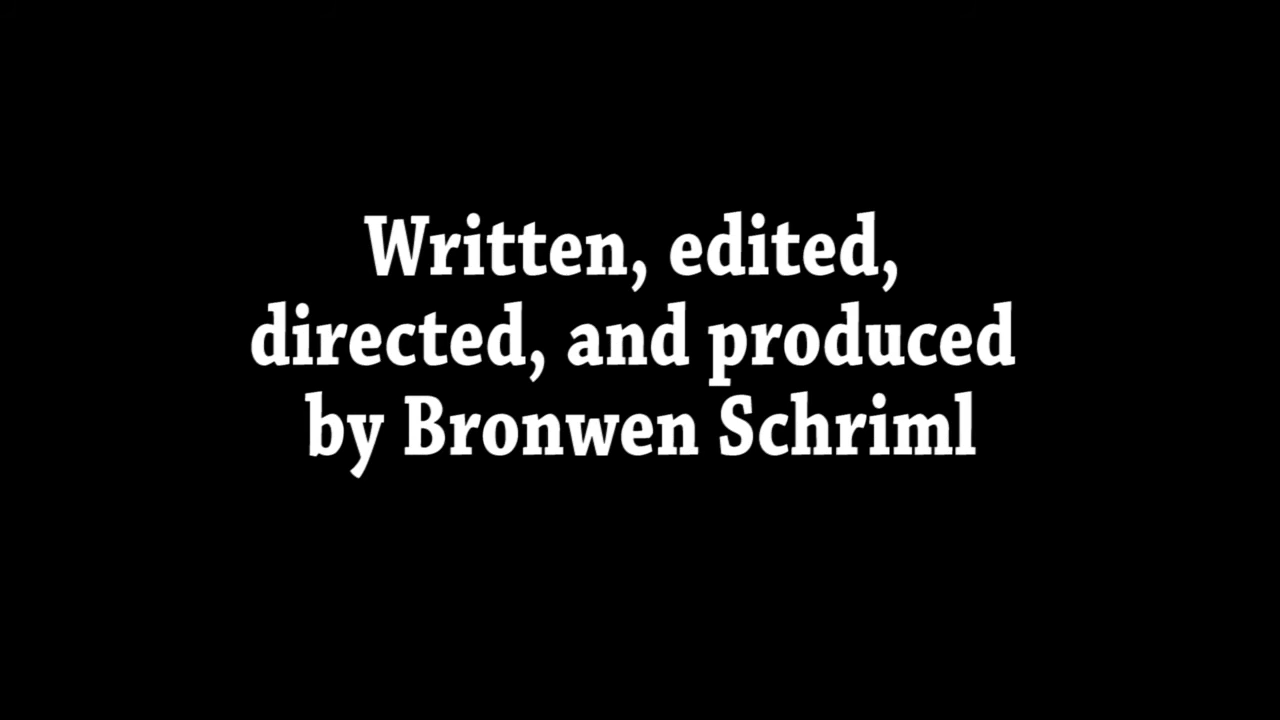 Written, edited,
directed, and produced
by Bronwen Schriml